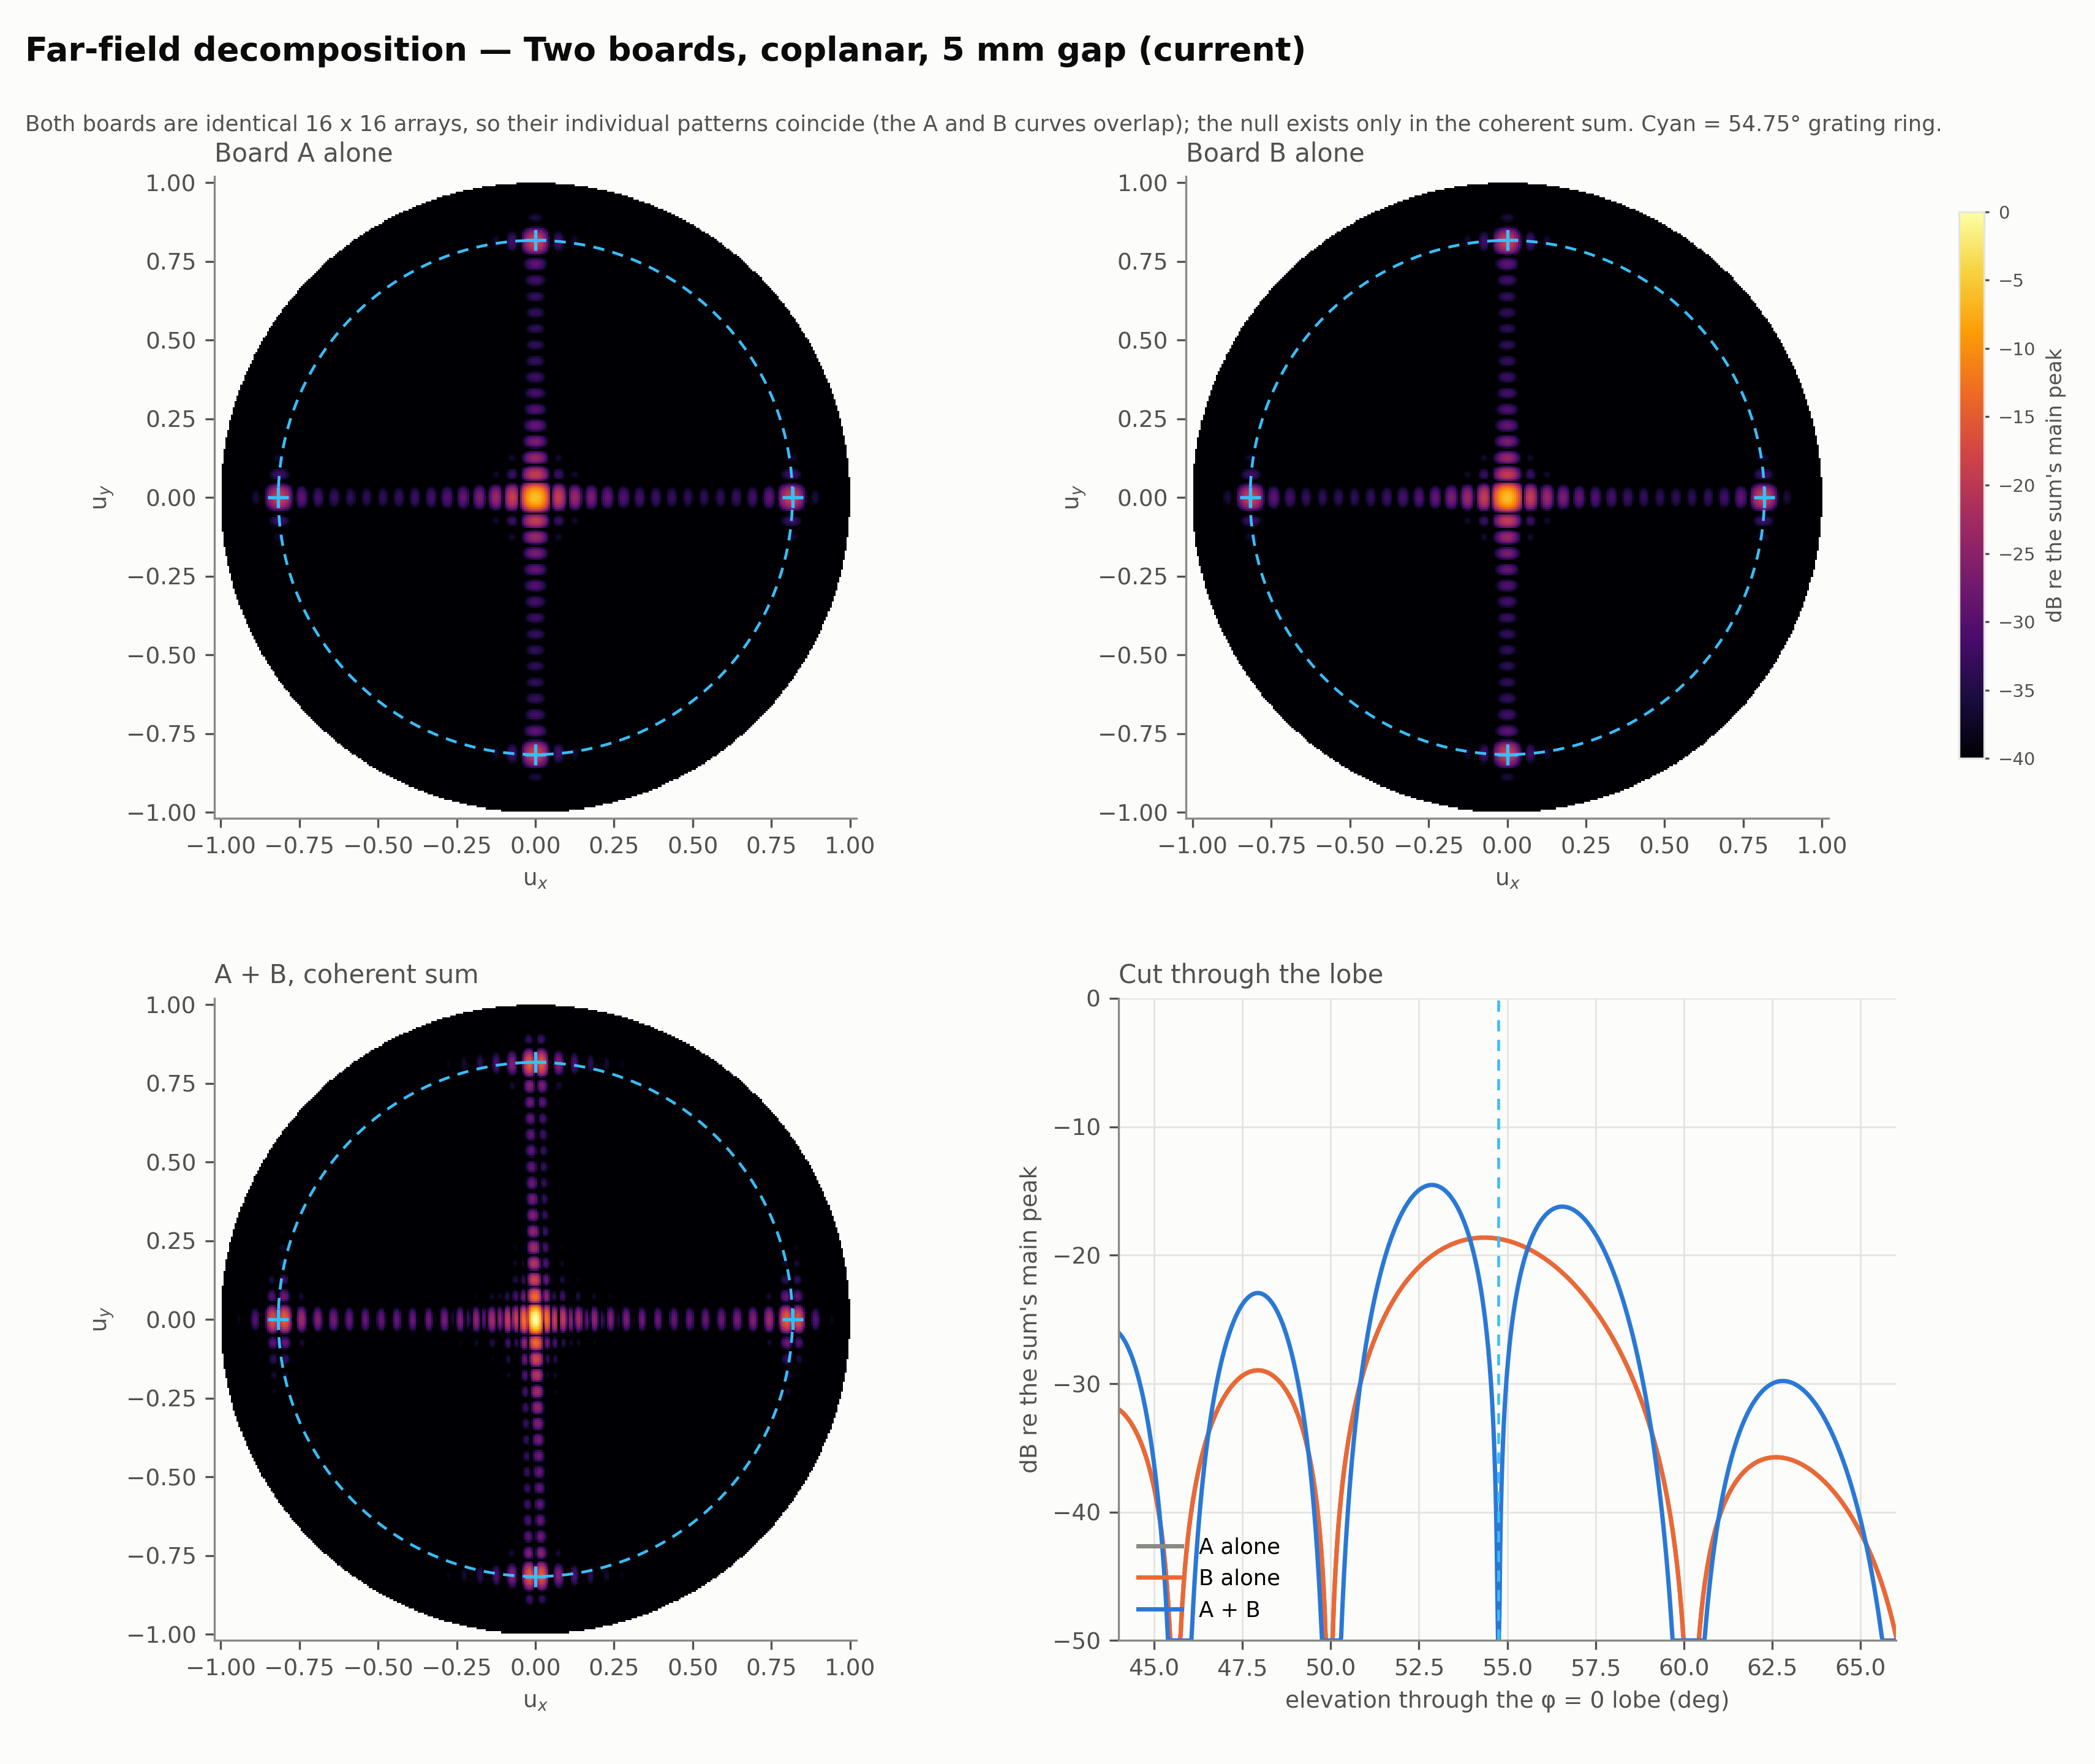 Far-field decomposition — Two boards, coplanar, 5 mm gap (current)
Both boards are identical 16 x 16 arrays, so their individual patterns coincide (the A and B curves overlap); the null exists only in the coherent sum. Cyan = 54.75° grating ring.
Board A alone
1.00
0.75
0.50
0.25
0.00
−0.25
−0.50
−0.75
−1.00
uy
−1.00 −0.75 −0.50 −0.25 0.00 0.25 0.50 0.75 1.00
ux
Board B alone
1.00
0.75
0.50
0.25
0.00
−0.25
−0.50
−0.75
−1.00
uy
−1.00 −0.75 −0.50 −0.25 0.00 0.25 0.50 0.75 1.00
ux
0
−5
−10
−15
−20
−25
−30
−35
−40
dB re the sum's main peak
A + B, coherent sum
1.00
0.75
0.50
0.25
0.00
−0.25
−0.50
−0.75
−1.00
uy
−1.00 −0.75 −0.50 −0.25 0.00 0.25 0.50 0.75 1.00
ux
Cut through the lobe
0
−10
−20
−30
−40
−50
dB re the sum's main peak
A alone
B alone
A + B
45.0 47.5 50.0 52.5 55.0 57.5 60.0 62.5 65.0
elevation through the φ = 0 lobe (deg)